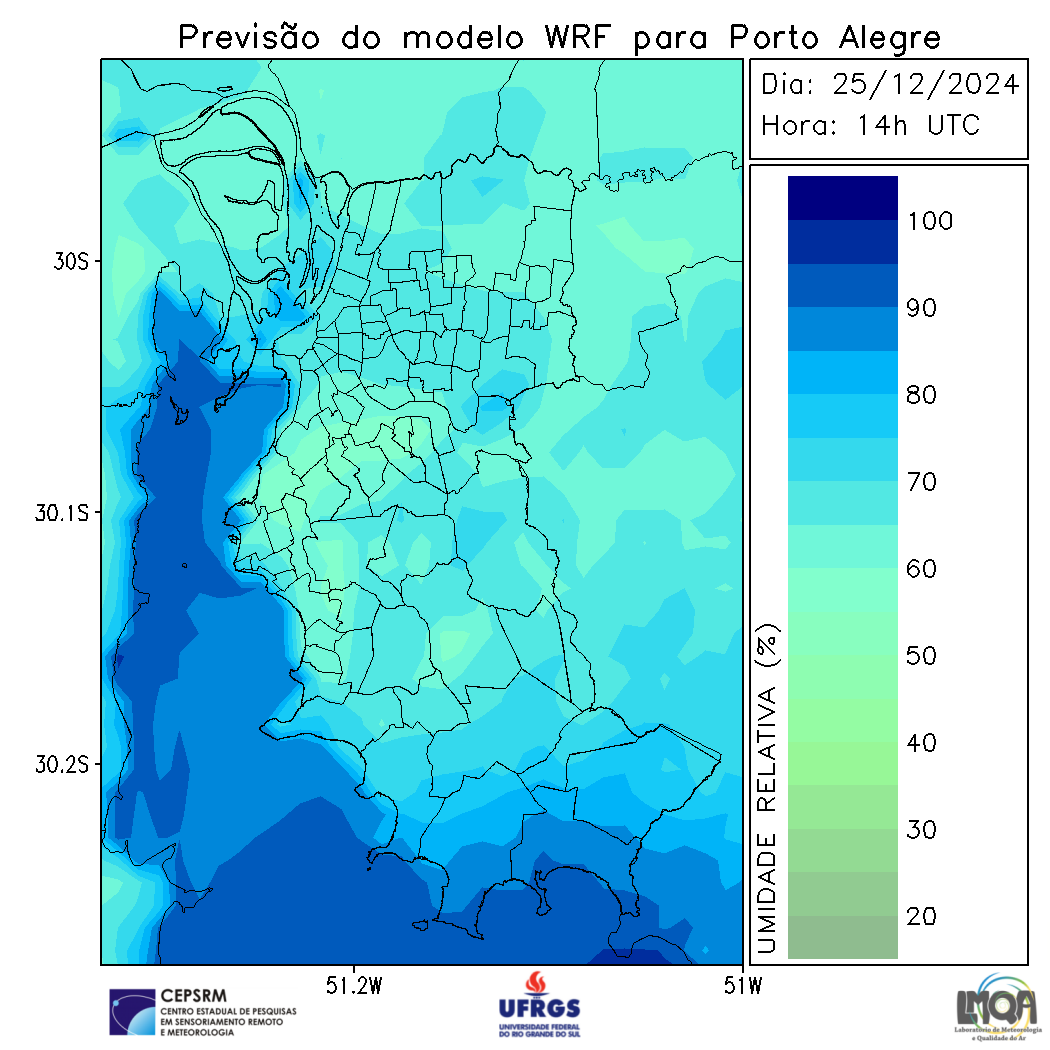 Previsão do modelo WRF para Porto Alegre
Dia: 25/12/2024
Hora: 14h UTC
100
90
80
70
60
50
40
30
20
UMIDADE RELATIVA (%)
30S
30.1S
30.2S
51.2W
51W
CEPSRM
CENTRO ESTADUAL DE PESQUISAS
EM SENSORIAMENTO REMOTO
E METEOROLOGIA
UFRGS
UNIVERSIDADE FEDERAL
DO RIO GRANDE DO SUL
LMQA
Laboratório de Meteorologia
e Qualidade do Ar